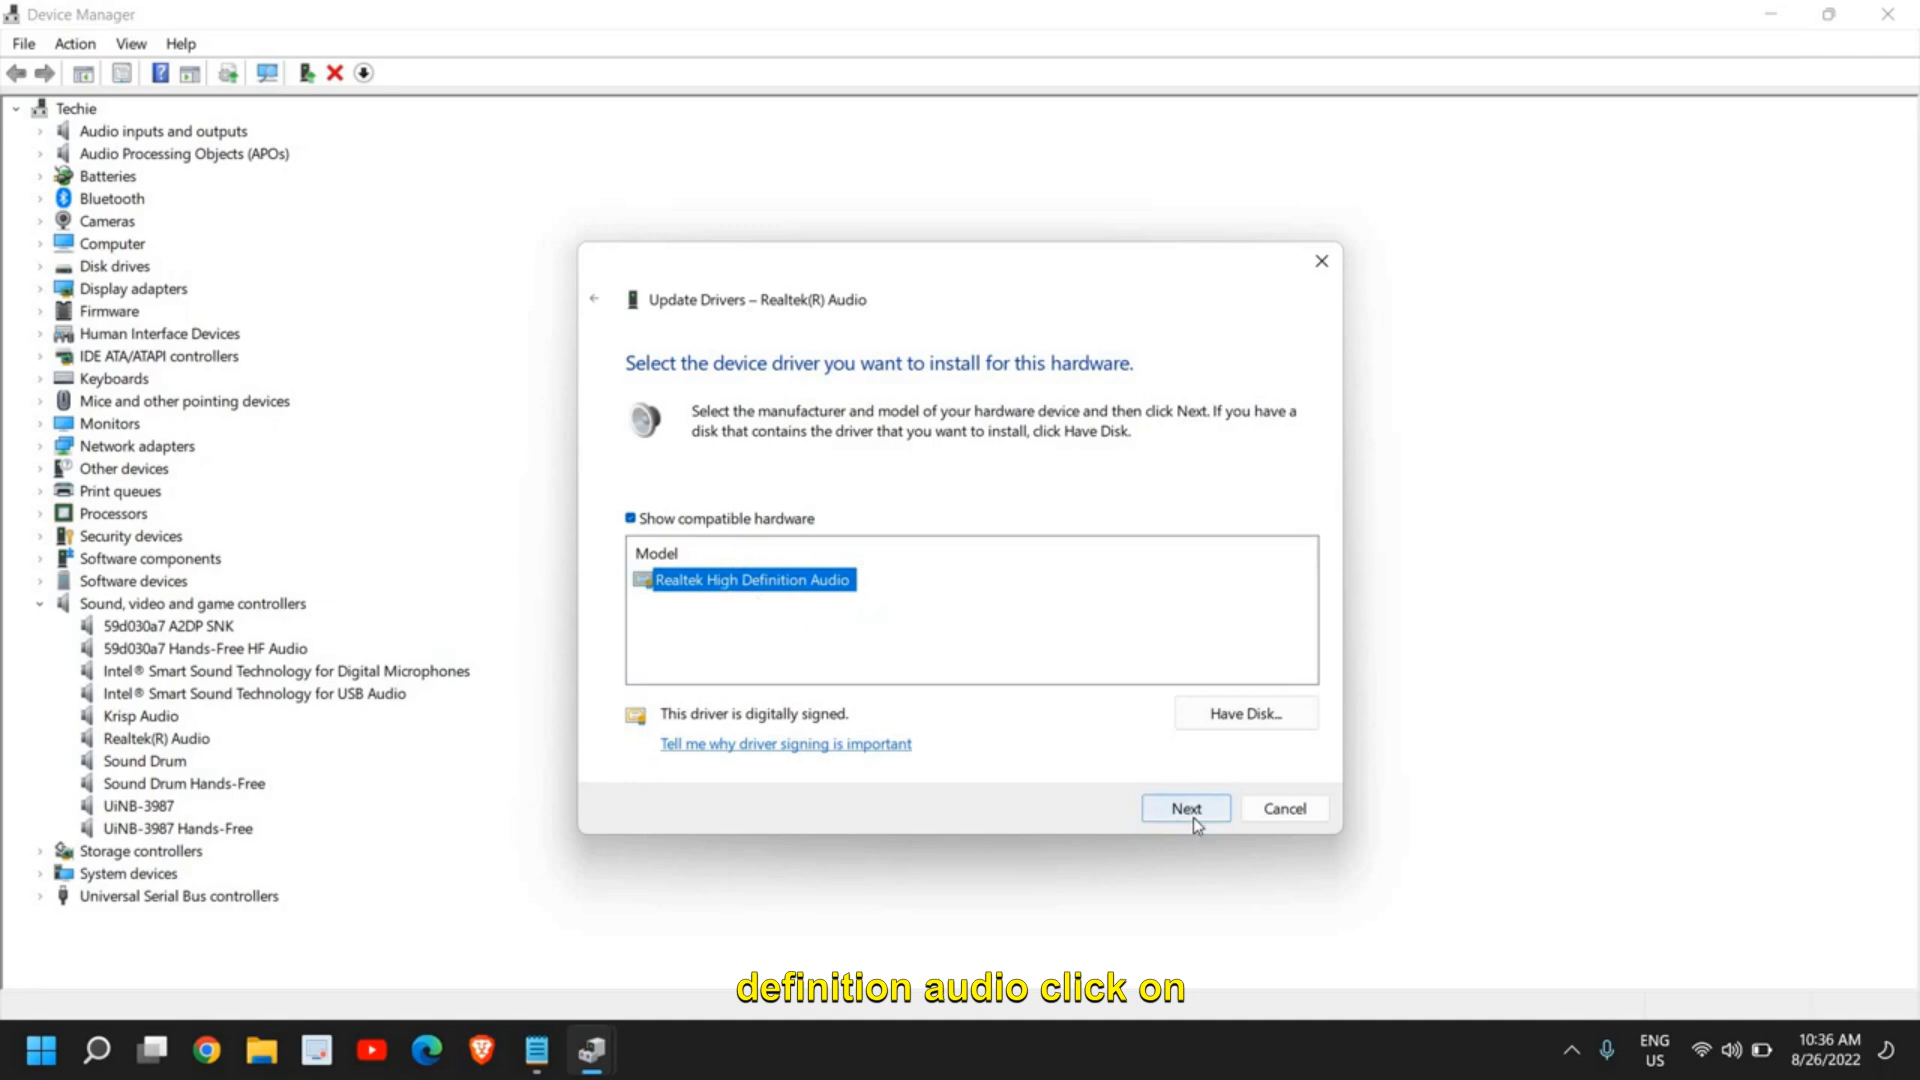 Device Manager
File Action View Help
Techie
Audio inputs and outputs
Audio Processing Objects (APOs)
Batteries
Bluetooth
Cameras
Computer
Disk drives
Display adapters
Firmware
Human Interface Devices
IDE ATA/ATAPI controllers
Keyboards
Mice and other pointing devices
Monitors
Network adapters
Other devices
Print queues
Processors
Security devices
Software components
Software devices
Sound, video and game controllers
59d030a7 A2DP SNK
59d030a7 Hands-Free HF Audio
Intel® Smart Sound Technology for Digital Microphones
Intel® Smart Sound Technology for USB Audio
Krisp Audio
Realtek(R) Audio
Sound Drum
Sound Drum Hands-Free
UiNB-3987
UiNB-3987 Hands-Free
Storage controllers
System devices
Universal Serial Bus controllers
Update Drivers – Realtek(R) Audio
Select the device driver you want to install for this hardware.
Select the manufacturer and model of your hardware device and then click Next. If you have a
disk that contains the driver that you want to install, click Have Disk.
Show compatible hardware
Model
Realtek High Definition Audio
This driver is digitally signed.
Have Disk...
Tell me why driver signing is important
Next
Cancel
definition audio click on
ENG
US
10:36 AM
8/26/2022